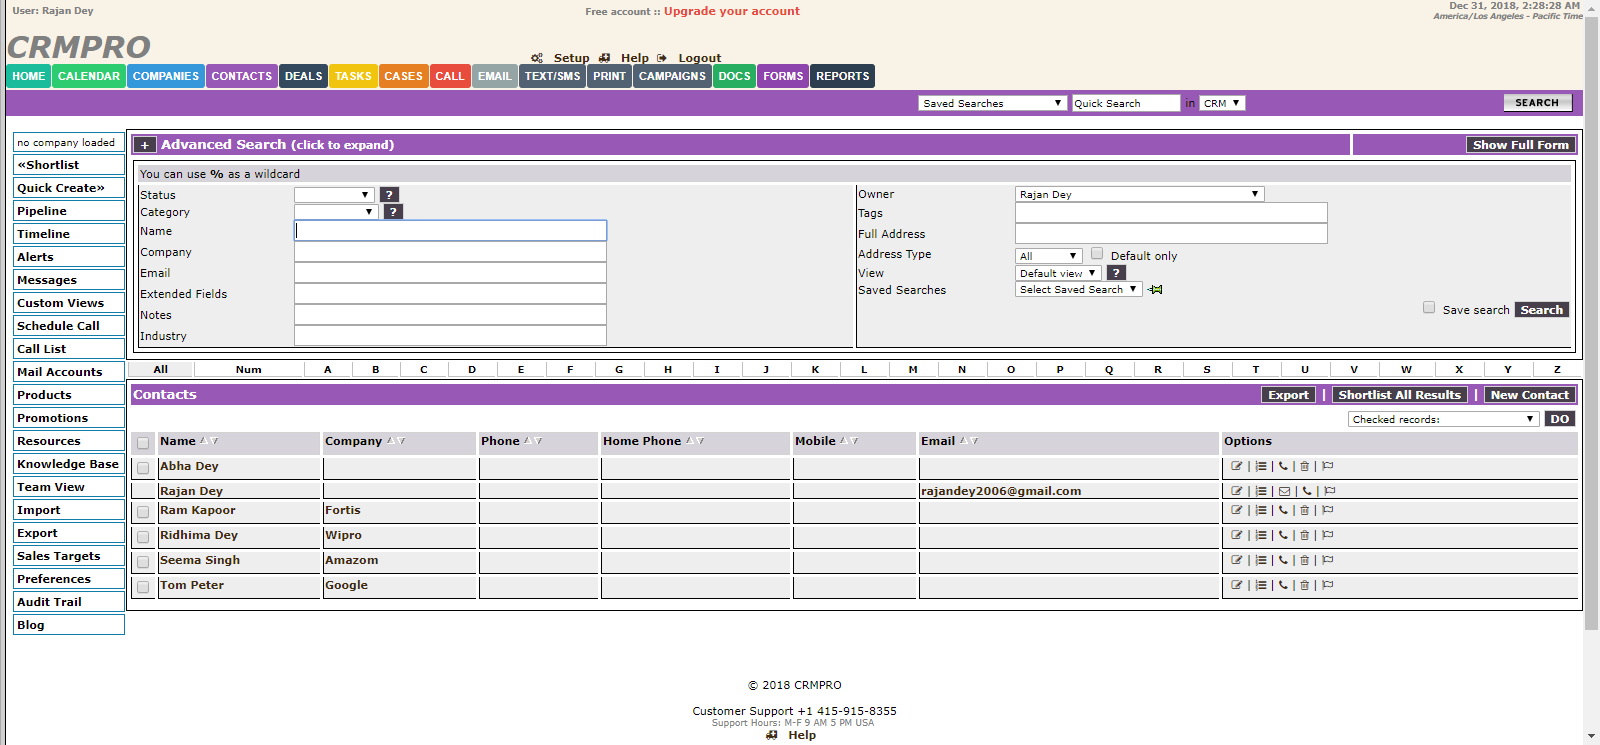 User: Rajan Dey
Free account :: Upgrade your account
Dec 31, 2018, 2:28:28 AM
America/Los Angeles - Pacific Time
CRMPRO
Setup Help Logout
HOME CALENDAR COMPANIES CONTACTS DEALS TASKS CASES CALL EMAIL TEXT/SMS PRINT CAMPAIGNS DOCS FORMS REPORTS
Saved Searches Quick Search in CRM SEARCH
no company loaded
«Shortlist
Quick Create»
Pipeline
Timeline
Alerts
Messages
Custom Views
Schedule Call
Call List
Mail Accounts
Products
Promotions
Resources
Knowledge Base
Team View
Import
Export
Sales Targets
Preferences
Audit Trail
Blog
+ Advanced Search (click to expand) Show Full Form
You can use % as a wildcard
Status ?
Category ?
Name
Company
Email
Extended Fields
Notes
Industry
Owner Rajan Dey
Tags
Full Address
Address Type All Default only
View Default view ?
Saved Searches Select Saved Search
Save search Search
All Num A B C D E F G H I J K L M N O P Q R S T U V W X Y Z
Contacts Export | Shortlist All Results | New Contact
Checked records: DO
Name Company Phone Home Phone Mobile Email Options
Abha Dey
Rajan Dey rajandey2006@gmail.com
Ram Kapoor Fortis
Ridhima Dey Wipro
Seema Singh Amazom
Tom Peter Google
© 2018 CRMPRO
Customer Support +1 415-915-8355
Support Hours: M-F 9 AM 5 PM USA
Help